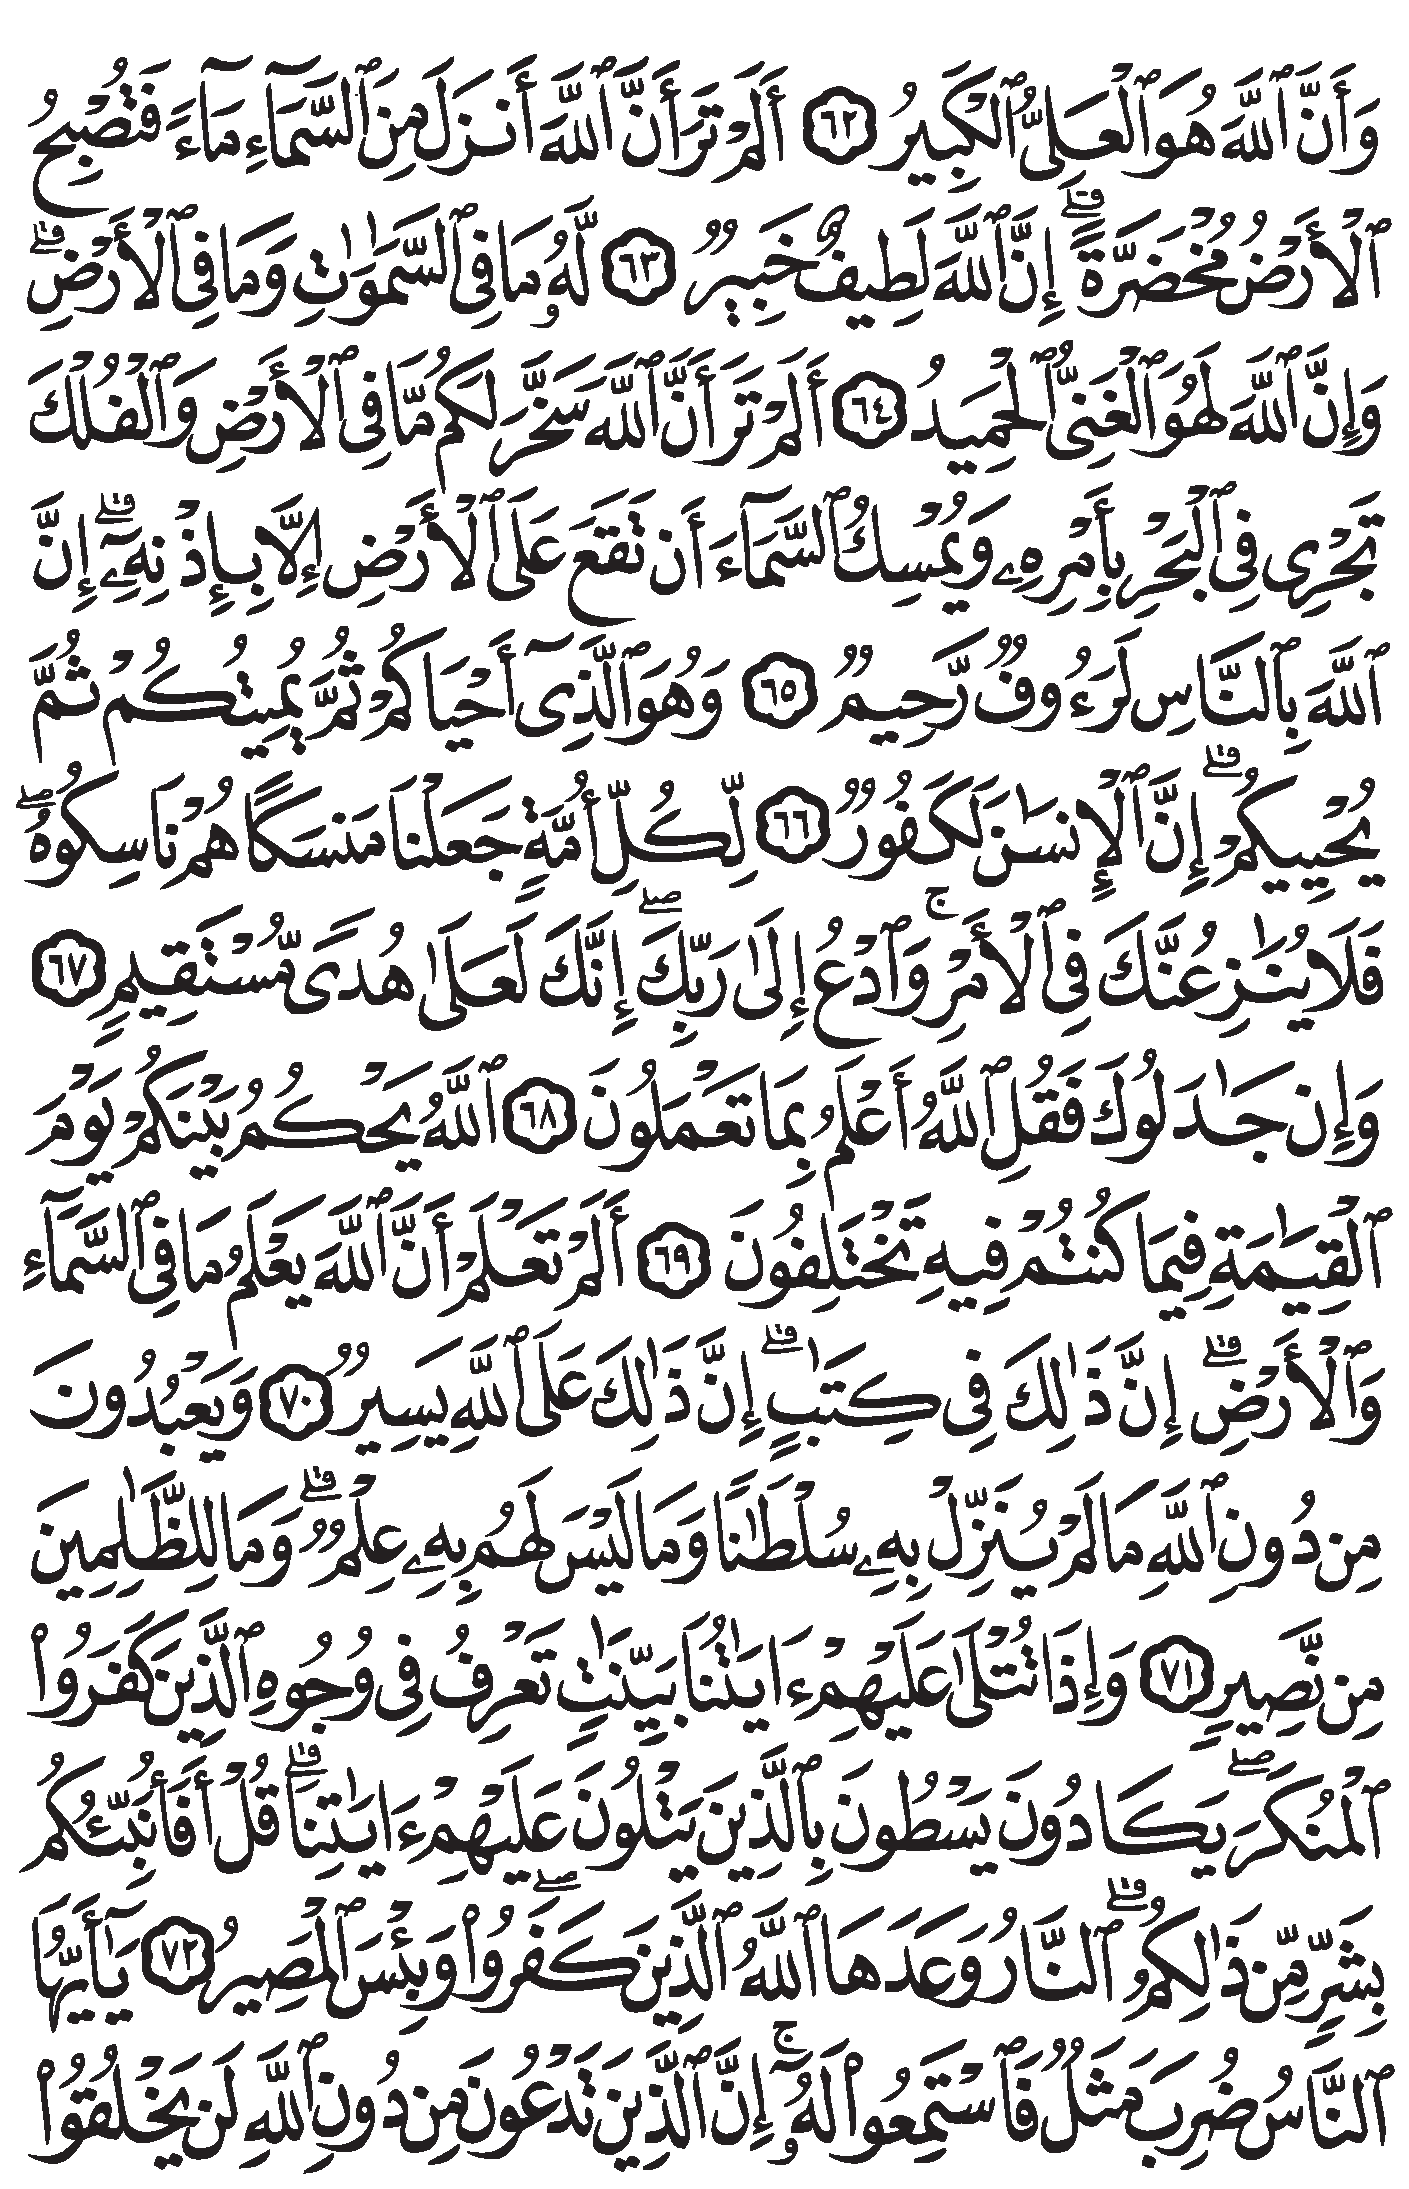 وَأَنَّ ٱللَّهَ هُوَ ٱلْعَلِىُّ ٱلْكَبِيرُ ٦٢ أَلَمْ تَرَ أَنَّ ٱللَّهَ أَنزَلَ مِنَ ٱلسَّمَآءِ مَآءً فَتُصْبِحُ
ٱلْأَرْضُ مُخْضَرَّةً ۗ إِنَّ ٱللَّهَ لَطِيفٌ خَبِيرٌ ٦٣ لَّهُۥ مَا فِى ٱلسَّمَٰوَٰتِ وَمَا فِى ٱلْأَرْضِ ۗ
وَإِنَّ ٱللَّهَ لَهُوَ ٱلْغَنِىُّ ٱلْحَمِيدُ ٦٤ أَلَمْ تَرَ أَنَّ ٱللَّهَ سَخَّرَ لَكُم مَّا فِى ٱلْأَرْضِ وَٱلْفُلْكَ
تَجْرِى فِى ٱلْبَحْرِ بِأَمْرِهِۦ وَيُمْسِكُ ٱلسَّمَآءَ أَن تَقَعَ عَلَى ٱلْأَرْضِ إِلَّا بِإِذْنِهِۦٓ ۗ إِنَّ
ٱللَّهَ بِٱلنَّاسِ لَرَءُوفٌ رَّحِيمٌ ٦٥ وَهُوَ ٱلَّذِىٓ أَحْيَاكُمْ ثُمَّ يُمِيتُكُمْ ثُمَّ
يُحْيِيكُمْ ۗ إِنَّ ٱلْإِنسَٰنَ لَكَفُورٌ ٦٦ لِّكُلِّ أُمَّةٍ جَعَلْنَا مَنسَكًا هُمْ نَاسِكُوهُ ۖ
فَلَا يُنَٰزِعُنَّكَ فِى ٱلْأَمْرِ ۚ وَٱدْعُ إِلَىٰ رَبِّكَ ۖ إِنَّكَ لَعَلَىٰ هُدًى مُّسْتَقِيمٍ ٦٧
وَإِن جَٰدَلُوكَ فَقُلِ ٱللَّهُ أَعْلَمُ بِمَا تَعْمَلُونَ ٦٨ ٱللَّهُ يَحْكُمُ بَيْنَكُمْ يَوْمَ
ٱلْقِيَٰمَةِ فِيمَا كُنتُمْ فِيهِ تَخْتَلِفُونَ ٦٩ أَلَمْ تَعْلَمْ أَنَّ ٱللَّهَ يَعْلَمُ مَا فِى ٱلسَّمَآءِ
وَٱلْأَرْضِ ۗ إِنَّ ذَٰلِكَ فِى كِتَٰبٍ ۗ إِنَّ ذَٰلِكَ عَلَى ٱللَّهِ يَسِيرٌ ٧٠ وَيَعْبُدُونَ
مِن دُونِ ٱللَّهِ مَا لَمْ يُنَزِّلْ بِهِۦ سُلْطَٰنًا وَمَا لَيْسَ لَهُم بِهِۦ عِلْمٌ ۗ وَمَا لِلظَّٰلِمِينَ
مِن نَّصِيرٍ ٧١ وَإِذَا تُتْلَىٰ عَلَيْهِمْ ءَايَٰتُنَا بَيِّنَٰتٍ تَعْرِفُ فِى وُجُوهِ ٱلَّذِينَ كَفَرُوا۟
ٱلْمُنكَرَ ۖ يَكَادُونَ يَسْطُونَ بِٱلَّذِينَ يَتْلُونَ عَلَيْهِمْ ءَايَٰتِنَا ۗ قُلْ أَفَأُنَبِّئُكُم
بِشَرٍّ مِّن ذَٰلِكُمُ ۗ ٱلنَّارُ وَعَدَهَا ٱللَّهُ ٱلَّذِينَ كَفَرُوا۟ ۖ وَبِئْسَ ٱلْمَصِيرُ ٧٢ يَٰٓأَيُّهَا
ٱلنَّاسُ ضُرِبَ مَثَلٌ فَٱسْتَمِعُوا۟ لَهُۥٓ ۚ إِنَّ ٱلَّذِينَ تَدْعُونَ مِن دُونِ ٱللَّهِ لَن يَخْلُقُوا۟